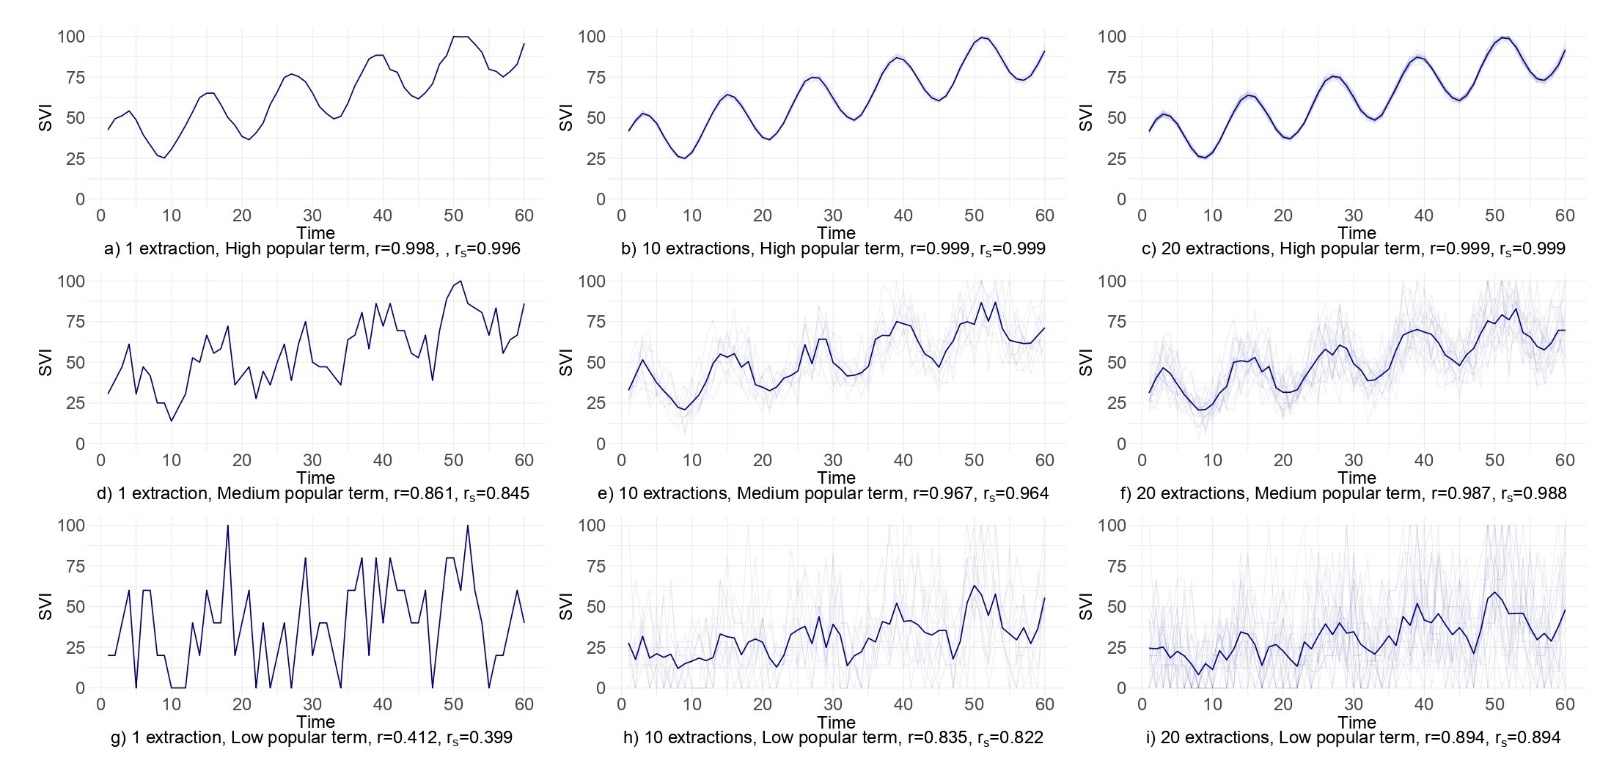 100
75
50
25
0
SVI
0 10 20 30 40 50 60
Time
a) 1 extraction, High popular term, r=0.998, , rₛ=0.996
100
75
50
25
0
SVI
0 10 20 30 40 50 60
Time
b) 10 extractions, High popular term, r=0.999, rₛ=0.999
100
75
50
25
0
SVI
0 10 20 30 40 50 60
Time
c) 20 extractions, High popular term, r=0.999, rₛ=0.999
100
75
50
25
0
SVI
0 10 20 30 40 50 60
Time
d) 1 extraction, Medium popular term, r=0.861, rₛ=0.845
100
75
50
25
0
SVI
0 10 20 30 40 50 60
Time
e) 10 extractions, Medium popular term, r=0.967, rₛ=0.964
100
75
50
25
0
SVI
0 10 20 30 40 50 60
Time
f) 20 extractions, Medium popular term, r=0.987, rₛ=0.988
100
75
50
25
0
SVI
0 10 20 30 40 50 60
Time
g) 1 extraction, Low popular term, r=0.412, rₛ=0.399
100
75
50
25
0
SVI
0 10 20 30 40 50 60
Time
h) 10 extractions, Low popular term, r=0.835, rₛ=0.822
100
75
50
25
0
SVI
0 10 20 30 40 50 60
Time
i) 20 extractions, Low popular term, r=0.894, rₛ=0.894